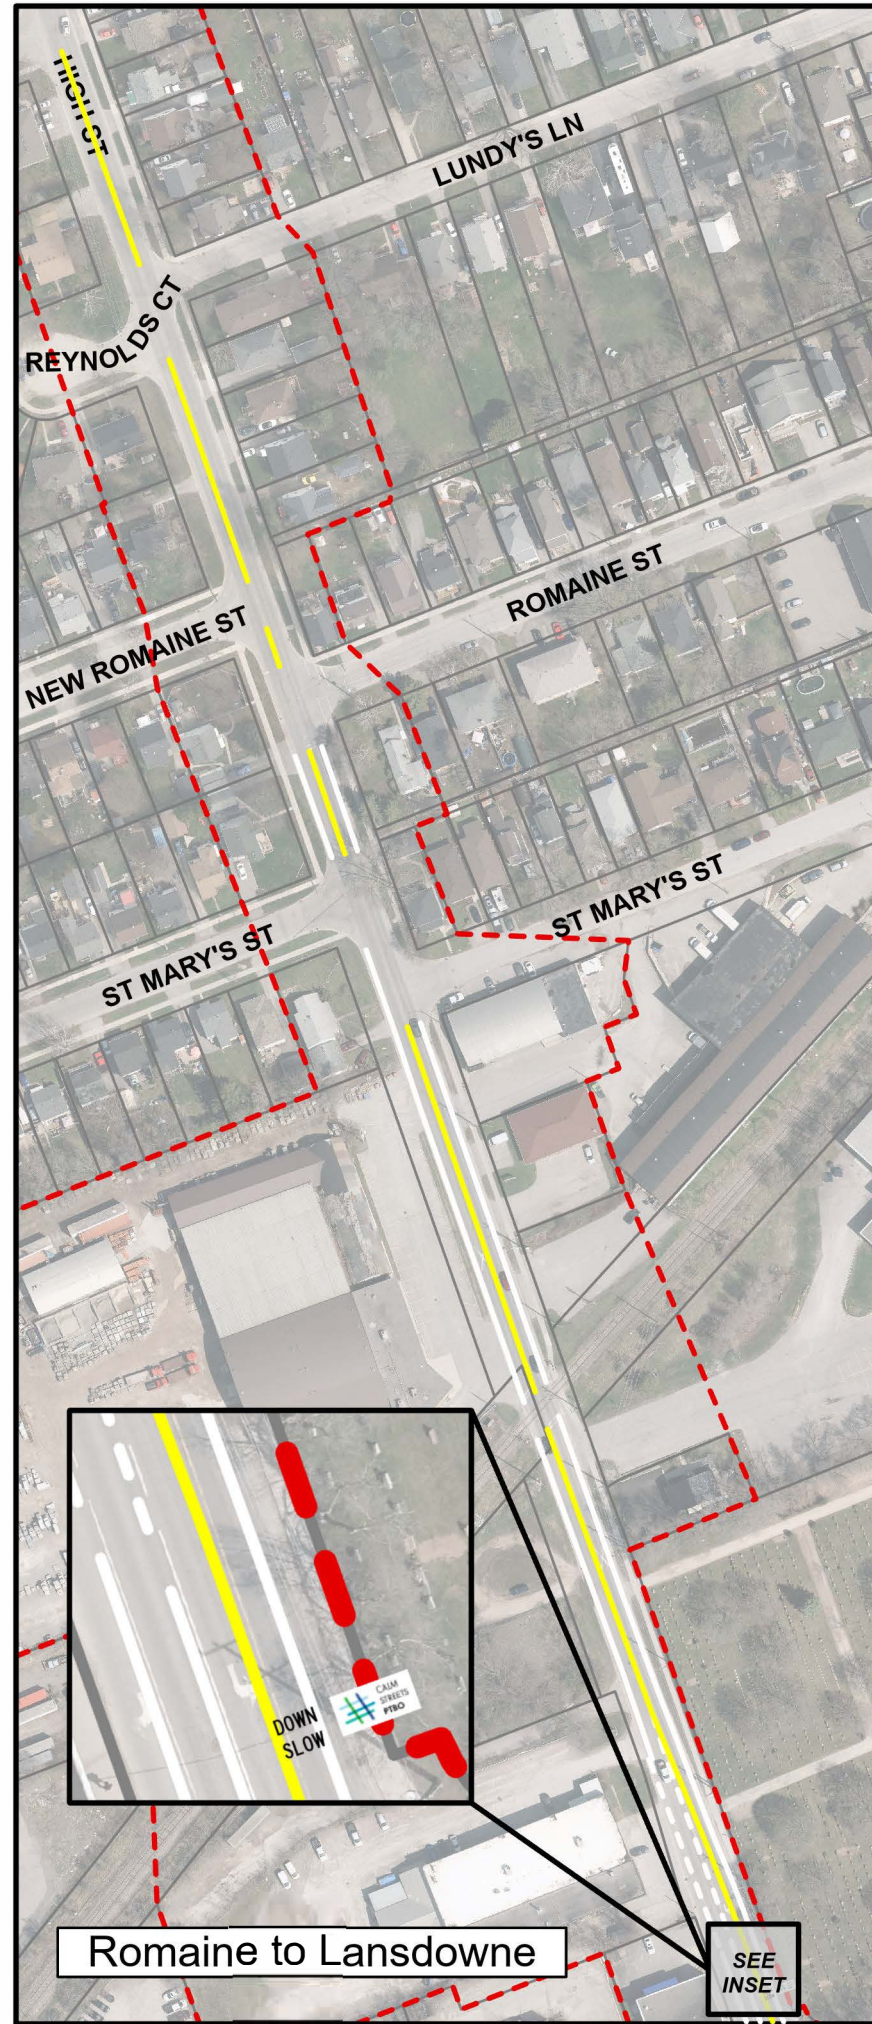 HIGH ST
LUNDY'S LN
REYNOLDS CT
ROMAINE ST
NEW ROMAINE ST
ST MARY'S ST
ST MARY'S ST
CALM
STREETS
PTBO
DOWN
SLOW
Romaine to Lansdowne
SEE
INSET